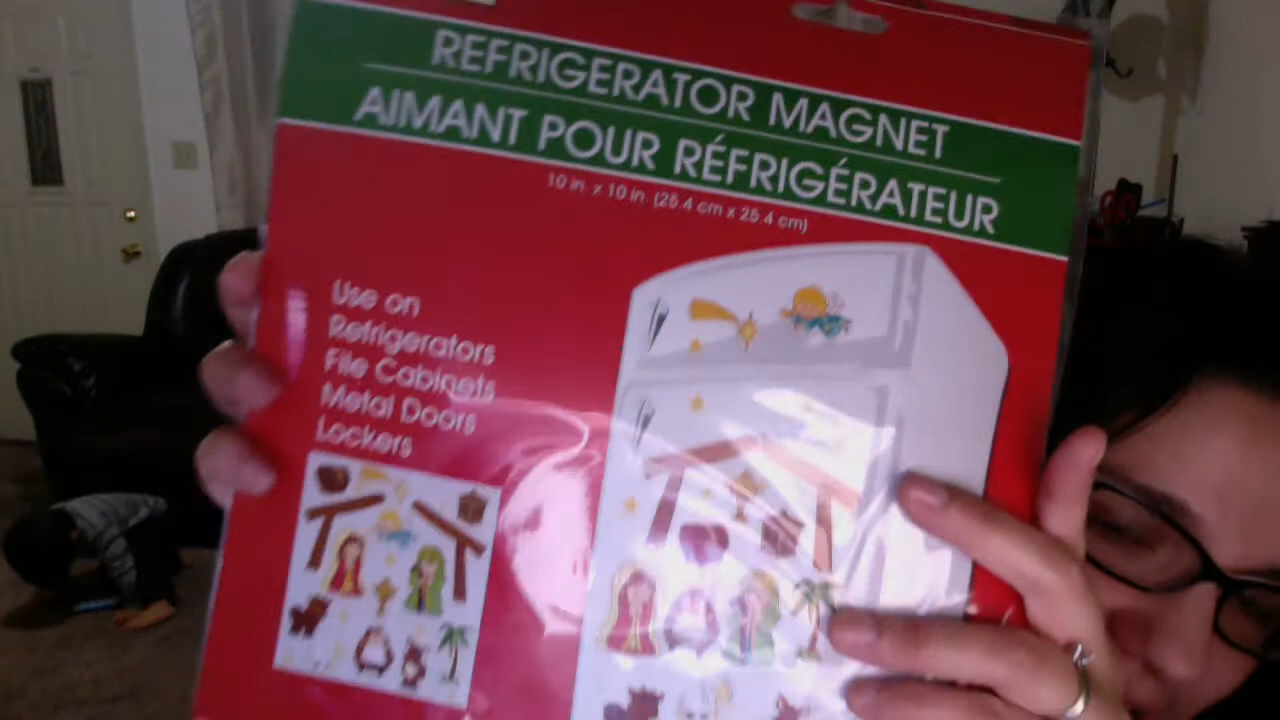 REFRIGERATOR MAGNET
AIMANT POUR RÉFRIGÉRATEUR
10 in. x 10 in. (25.4 cm x 25.4 cm)
Use on
Refrigerators
File Cabinets
Metal Doors
Lockers